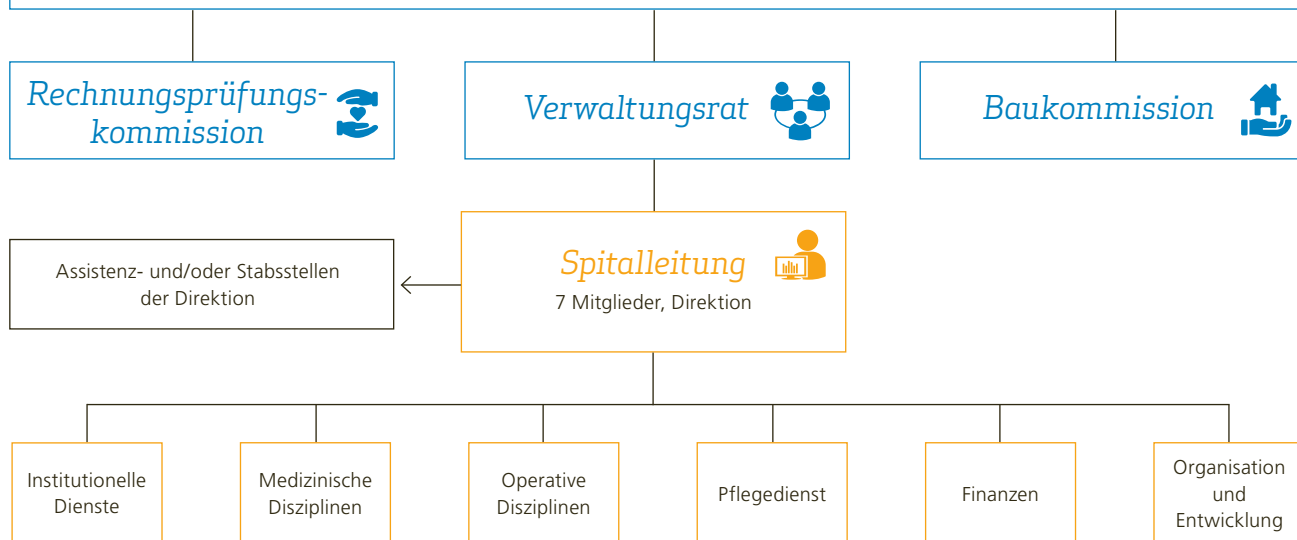 Rechnungsprüfungs-
kommission
Verwaltungsrat
Baukommission
Assistenz- und/oder Stabsstellen
der Direktion
Spitalleitung
7 Mitglieder, Direktion
Institutionelle
Dienste
Medizinische
Disziplinen
Operative
Disziplinen
Pflegedienst
Finanzen
Organisation
und
Entwicklung